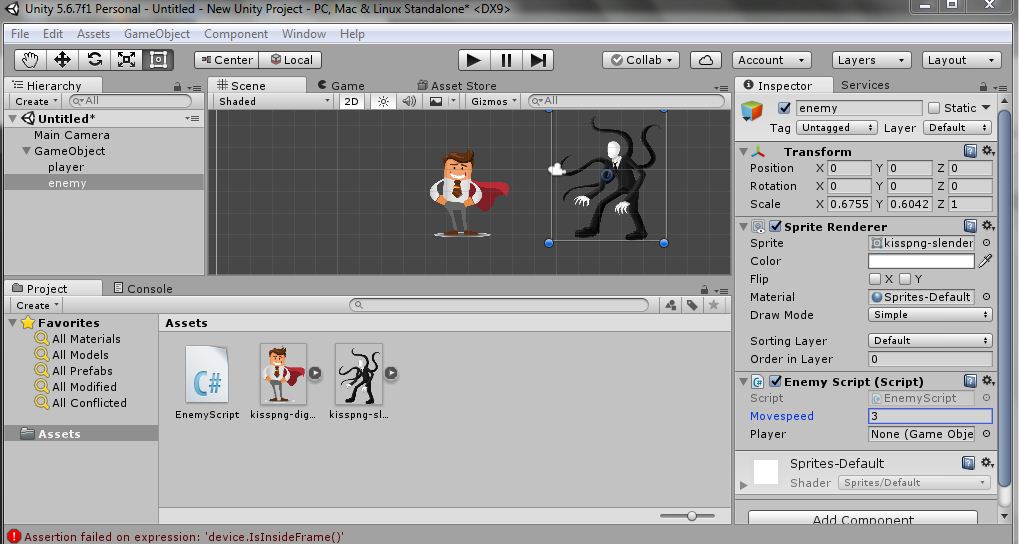 Unity 5.6.7f1 Personal - Untitled - New Unity Project - PC, Mac & Linux Standalone* <DX9>
File Edit Assets GameObject Component Window Help
Center Local Collab Account Layers Layout
Hierarchy
Create All
Untitled*
Main Camera
GameObject
player
enemy
Scene Game Asset Store
Shaded 2D Gizmos All
Project Console
Create
Favorites
All Materials
All Models
All Prefabs
All Modified
All Conflicted
Assets
Assets
C#
EnemyScript kisspng-dig... kisspng-sl...
Inspector Services
enemy Static
Tag Untagged Layer Default
Transform
Position X 0 Y 0 Z 0
Rotation X 0 Y 0 Z 0
Scale X 0.6755 Y 0.6042 Z 1
Sprite Renderer
Sprite kisspng-slender
Color
Flip X Y
Material Sprites-Default
Draw Mode Simple
Sorting Layer Default
Order in Layer 0
C# Enemy Script (Script)
Script EnemyScript
Movespeed 3
Player None (Game Obje
Sprites-Default
Shader Sprites/Default
Add Component
Assertion failed on expression: 'device.IsInsideFrame()'